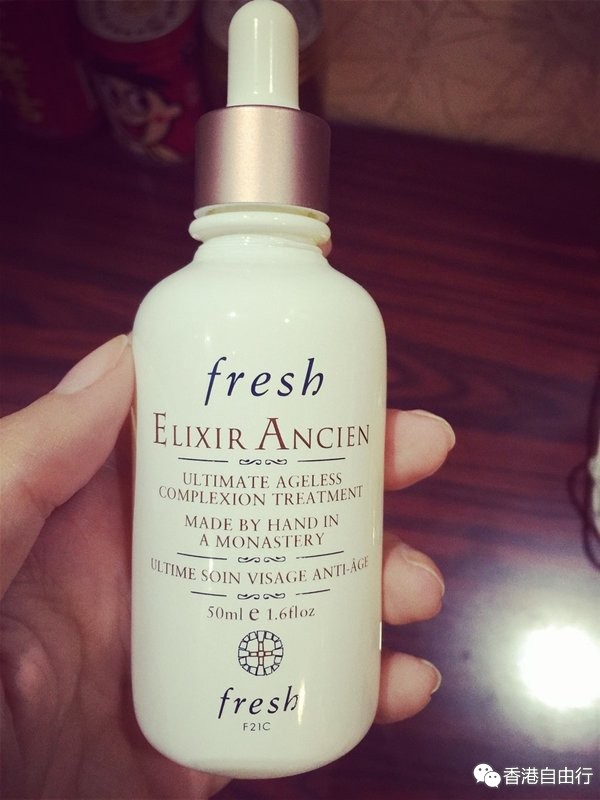 fresh
ELIXIR ANCIEN
ULTIMATE AGELESS
COMPLEXION TREATMENT
MADE BY HAND IN
A MONASTERY
ULTIME SOIN VISAGE ANTI-ÂGE
50ml e 1.6floz
fresh
F21C
香港自由行